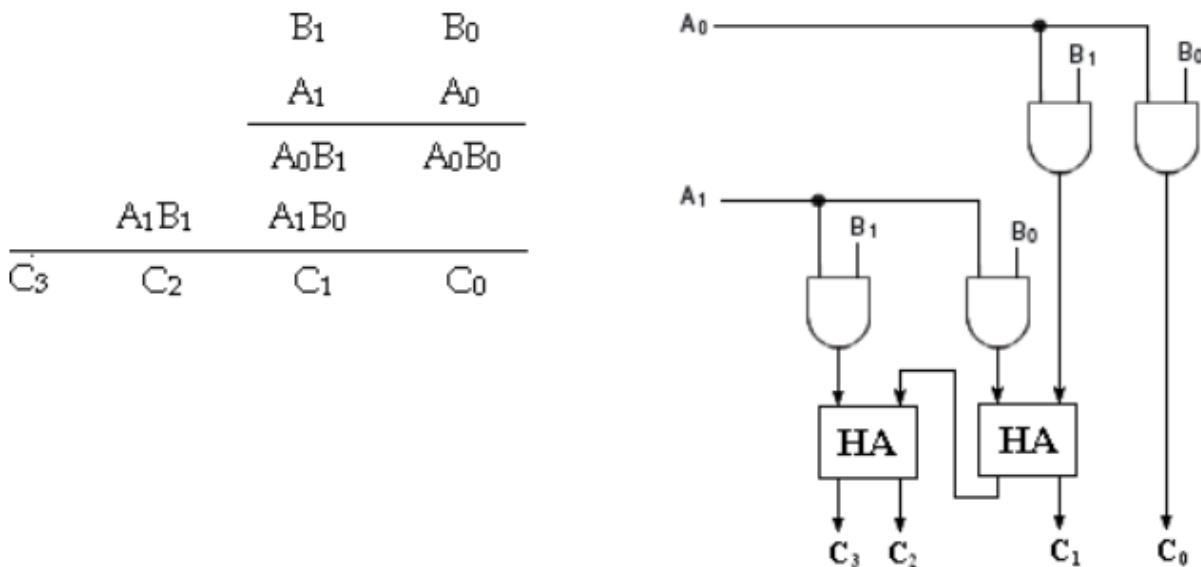 B₁ B₀
A₁ A₀
A₀B₁ A₀B₀
A₁B₁ A₁B₀
C₃ C₂ C₁ C₀
A₀
B₁ B₀
A₁
B₁ B₀
HA HA
C₃ C₂ C₁ C₀